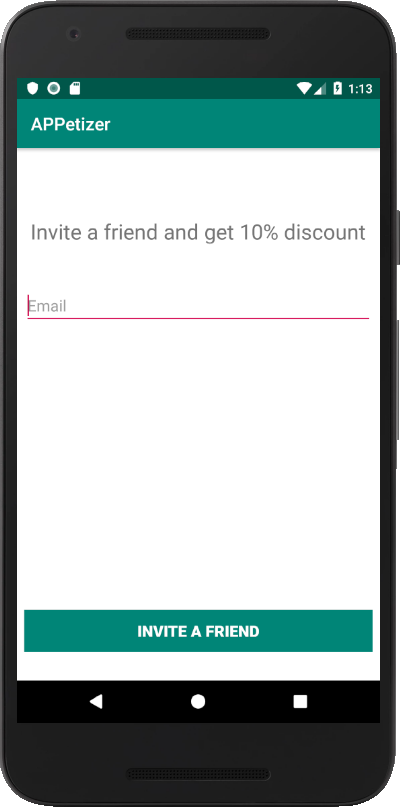 1:13
APPetizer
Invite a friend and get 10% discount
Email
INVITE A FRIEND